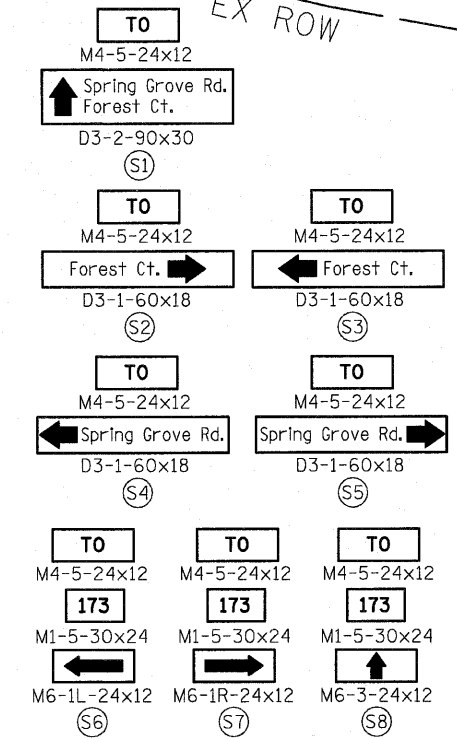 EX ROW
TO
M4-5-24x12
Spring Grove Rd.
Forest Ct.
D3-2-90x30
S1
TO
M4-5-24x12
Forest Ct.
D3-1-60x18
S2
TO
M4-5-24x12
Forest Ct.
D3-1-60x18
S3
TO
M4-5-24x12
Spring Grove Rd.
D3-1-60x18
S4
TO
M4-5-24x12
Spring Grove Rd.
D3-1-60x18
S5
TO
M4-5-24x12
173
M1-5-30x24
M6-1L-24x12
S6
TO
M4-5-24x12
173
M1-5-30x24
M6-1R-24x12
S7
TO
M4-5-24x12
173
M1-5-30x24
M6-3-24x12
S8